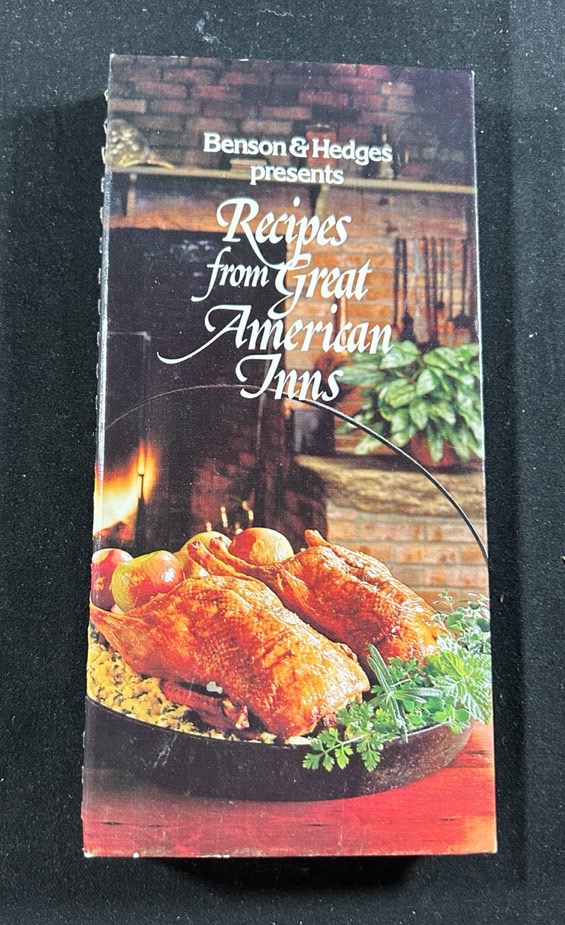 Benson & Hedges
presents
Recipes
from Great
American
Inns